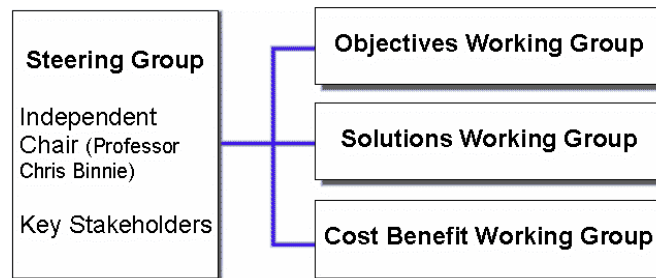 Steering Group
Independent
Chair (Professor
Chris Binnie)
Key Stakeholders
Objectives Working Group
Solutions Working Group
Cost Benefit Working Group